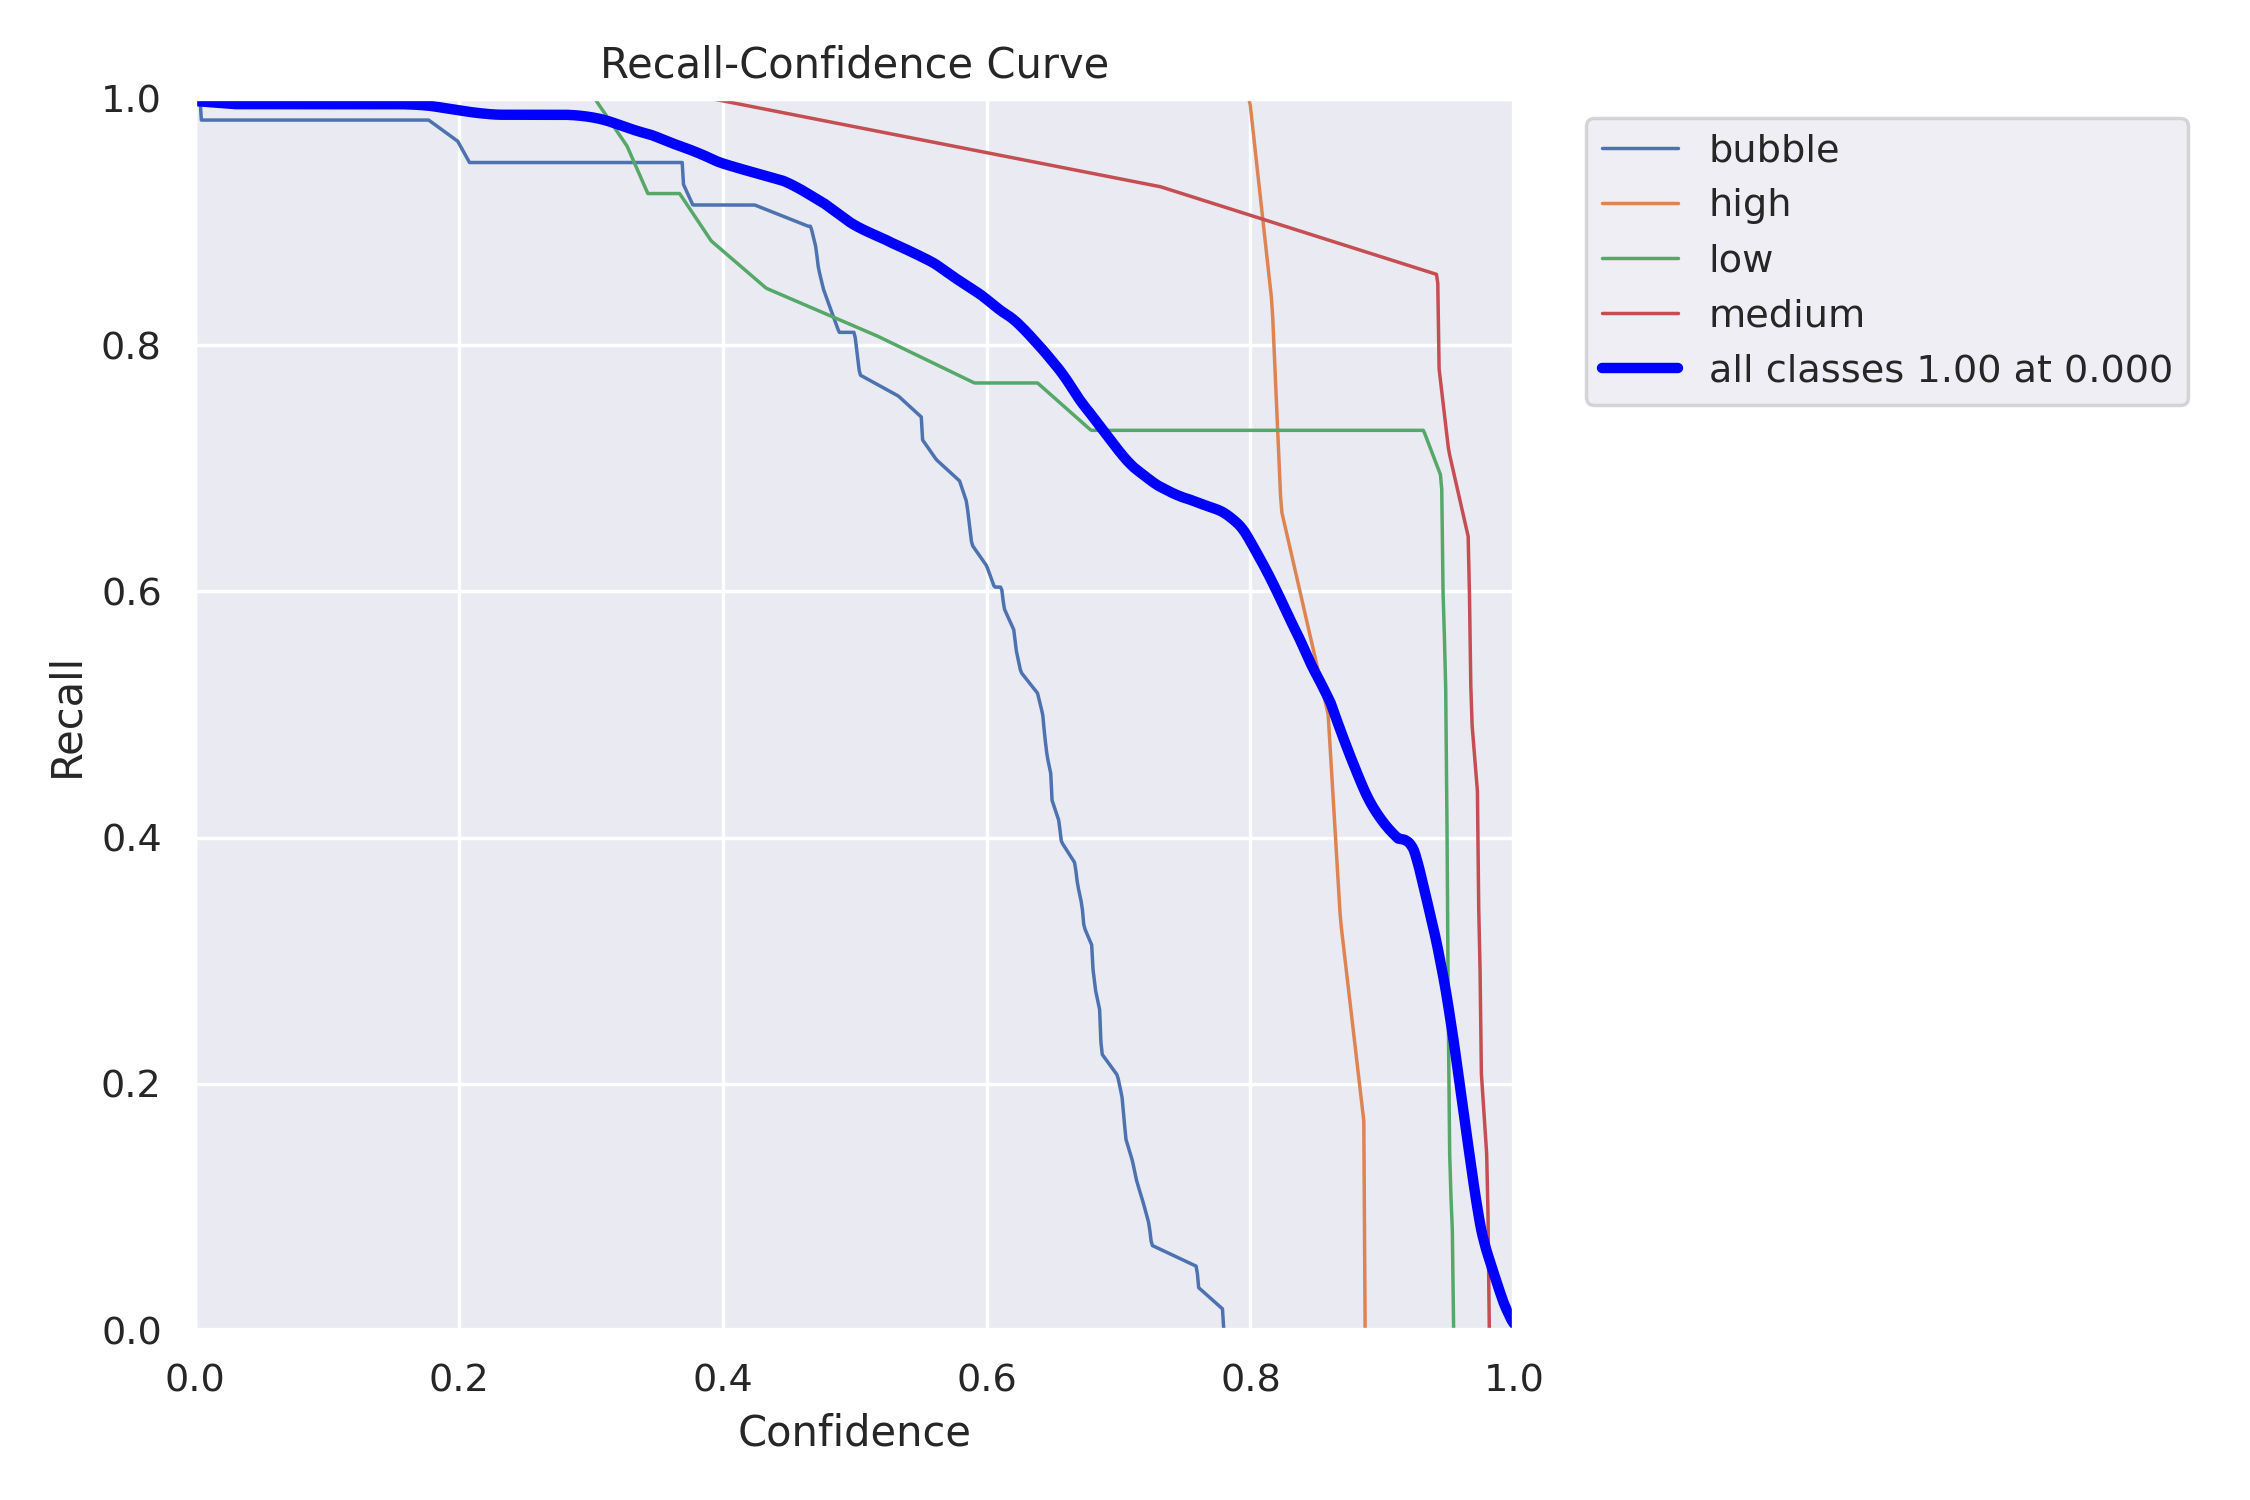 Recall-Confidence Curve
1.0
0.8
0.6
0.4
0.2
0.0
Recall
0.0 0.2 0.4 0.6 0.8 1.0
Confidence
bubble
high
low
medium
all classes 1.00 at 0.000